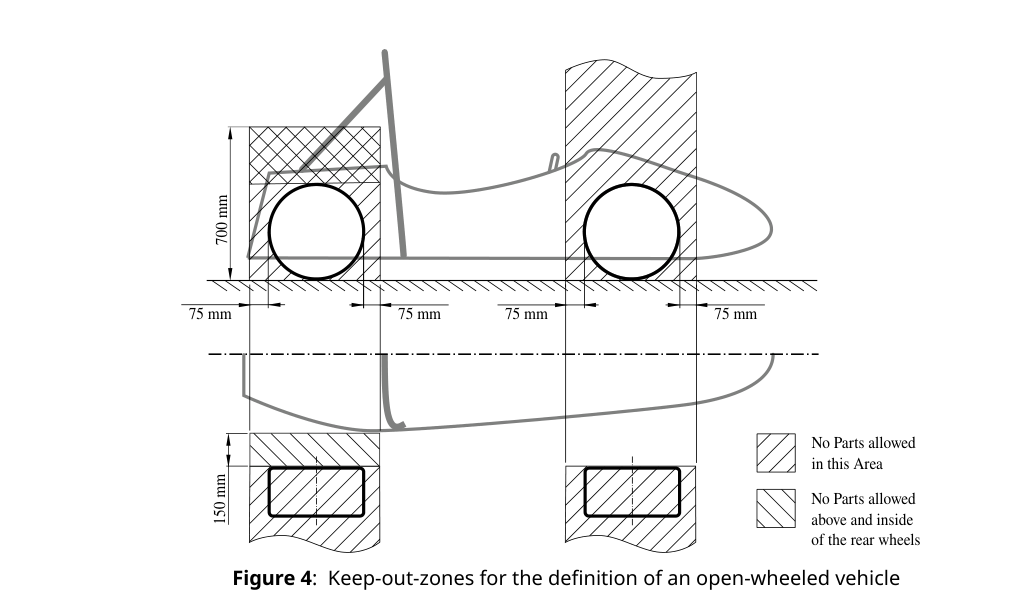 700 mm
75 mm
75 mm
75 mm
75 mm
150 mm
No Parts allowed
in this Area
No Parts allowed
above and inside
of the rear wheels
Figure 4: Keep-out-zones for the definition of an open-wheeled vehicle